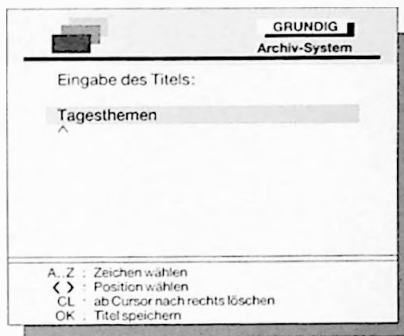 GRUNDIG
Archiv-System
Eingabe des Titels:
Tagesthemen
^
A..Z : Zeichen wählen
< > : Position wählen
CL : ab Cursor nach rechts löschen
OK : Titel speichern